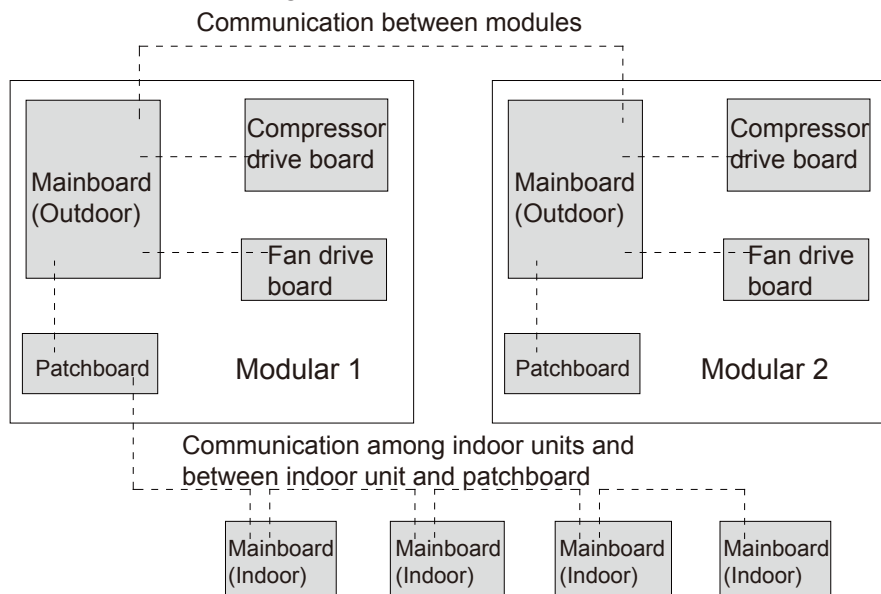 Communication between modules
Mainboard
(Outdoor)
Compressor
drive board
Fan drive
board
Patchboard
Modular 1
Mainboard
(Outdoor)
Compressor
drive board
Fan drive
board
Patchboard
Modular 2
Communication among indoor units and
between indoor unit and patchboard
Mainboard
(Indoor)
Mainboard
(Indoor)
Mainboard
(Indoor)
Mainboard
(Indoor)